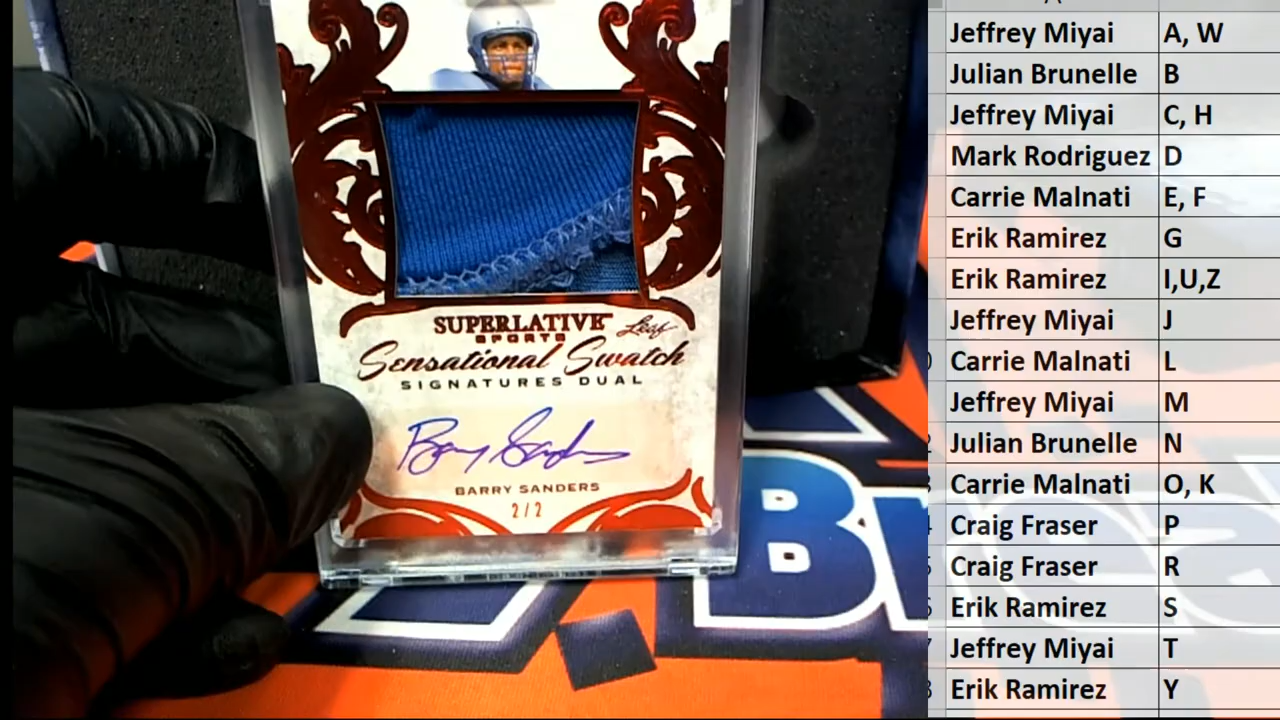 SUPERLATIVE
SPORTS
Leaf
Sensational Swatch
SIGNATURES DUAL
Barry Sanders
BARRY SANDERS
2/2
Br
Jeffrey Miyai A, W
Julian Brunelle B
Jeffrey Miyai C, H
Mark Rodriguez D
Carrie Malnati E, F
Erik Ramirez G
Erik Ramirez I,U,Z
Jeffrey Miyai J
Carrie Malnati L
Jeffrey Miyai M
Julian Brunelle N
Carrie Malnati O, K
Craig Fraser P
Craig Fraser R
Erik Ramirez S
Jeffrey Miyai T
Erik Ramirez Y